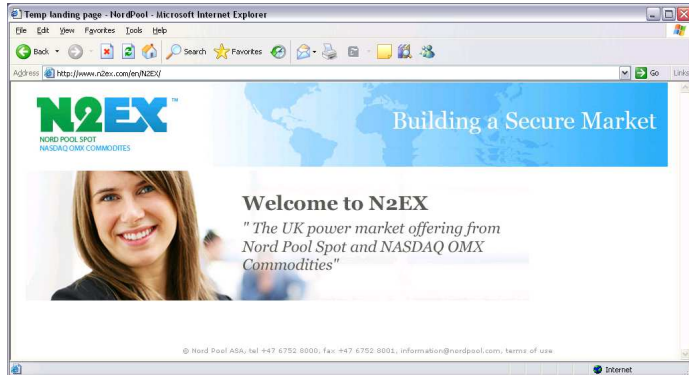 Temp landing page - NordPool - Microsoft Internet Explorer
File Edit View Favorites Tools Help
Back Search Favorites
Address http://www.n2ex.com/en/N2EX/ Go Links
N2EX™
NORD POOL SPOT
NASDAQ OMX COMMODITES
Building a Secure Market
Welcome to N2EX
" The UK power market offering from
Nord Pool Spot and NASDAQ OMX
Commodities"
© Nord Pool ASA, tel +47 6752 8000, fax +47 6752 8001, information@nordpool.com, terms of use
Internet